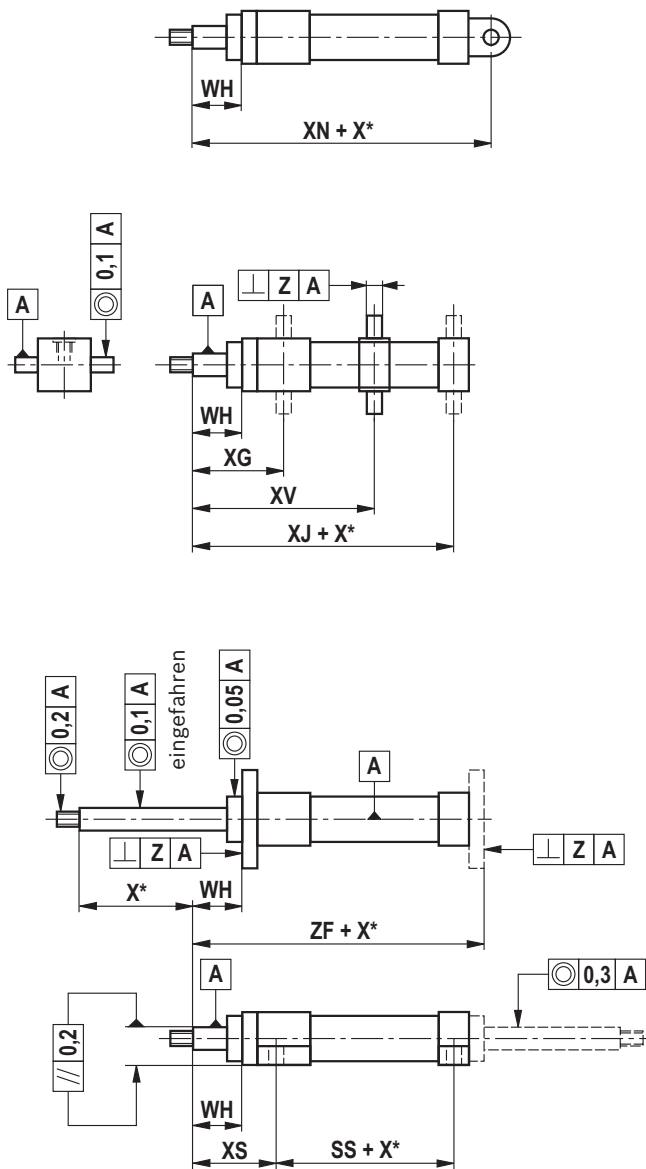 WH
XN + X*
A
◎ 0,1 A
A
⊥ Z A
WH
XG
XV
XJ + X*
◎ 0,2 A
◎ 0,1 A
eingefahren
◎ 0,05 A
A
⊥ Z A
⊥ Z A
X*
WH
ZF + X*
A
◎ 0,3 A
// 0,2
WH
XS
SS + X*